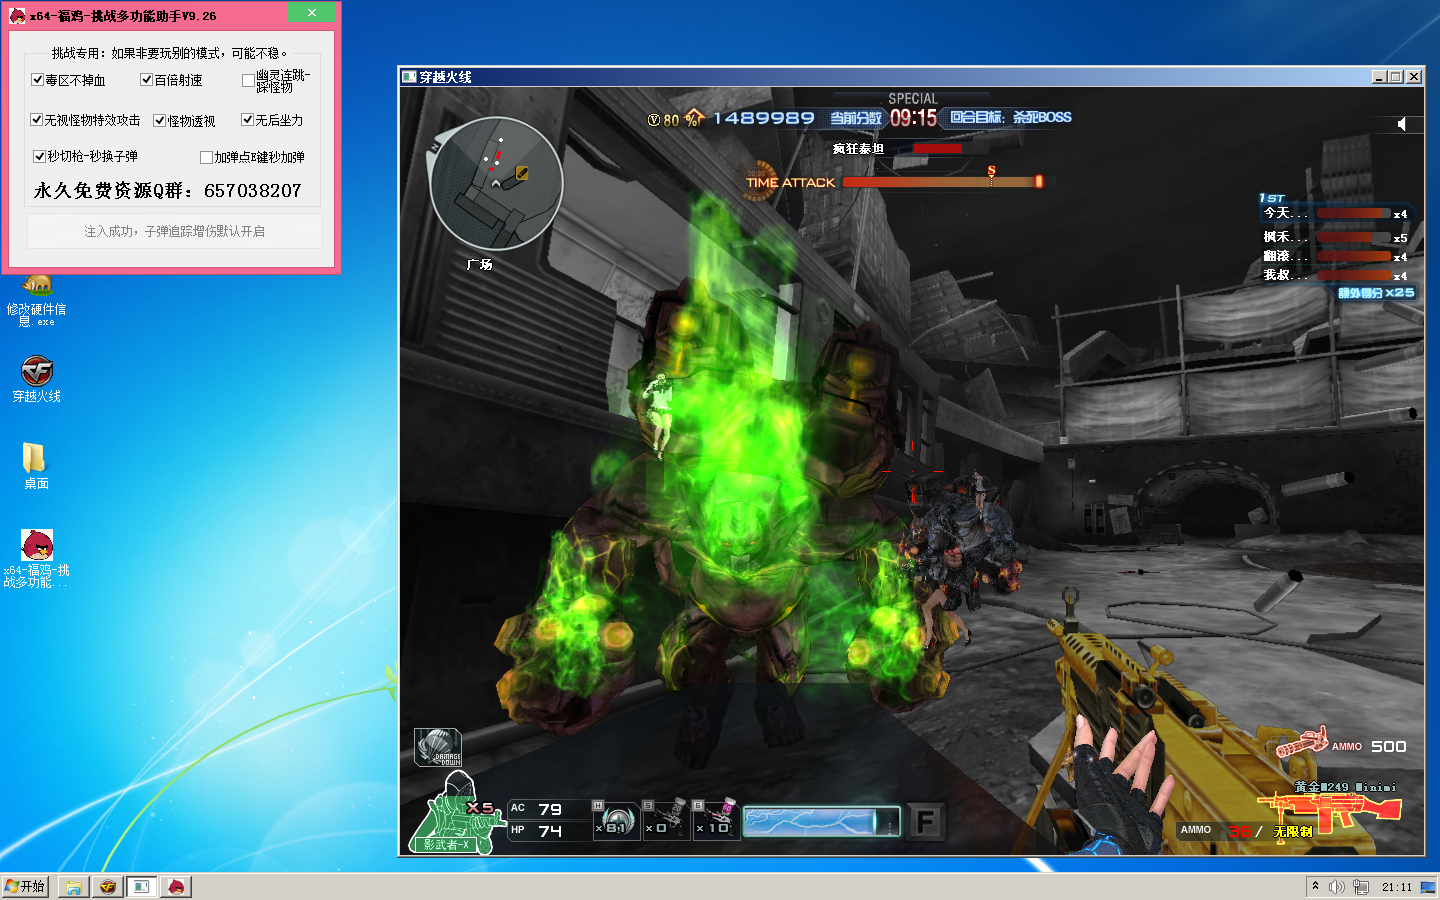 x64-福鸡-挑战多功能助手V9.26
挑战专用：如果非要玩别的模式，可能不稳。
毒区不掉血
百倍射速
幽灵连跳-
踩怪物
无视怪物特效攻击
怪物透视
无后坐力
秒切枪-秒换子弹
加弹点E键秒加弹
永久免费资源Q群：657038207
注入成功，子弹追踪增伤默认开启
修改硬件信
息.exe
穿越火线
桌面
x64-福鸡-挑
战多功能...
穿越火线
SPECIAL
V 80 %
1489989
当前分数
09:15
回合目标：杀死BOSS
疯狂泰坦
00:00
TIME ATTACK
S
N
广场
1ST
今天...
x4
枫禾...
x5
翻滚...
x4
我叔...
x4
额外得分 x25
DAMAGE
DOWN
X5
影武者-X
AC 79
HP 74
H
x81
S
x0
G
x10
F
AMMO 500
黄金M249 Minimi
AMMO 36/ 无限制
开始
21:11